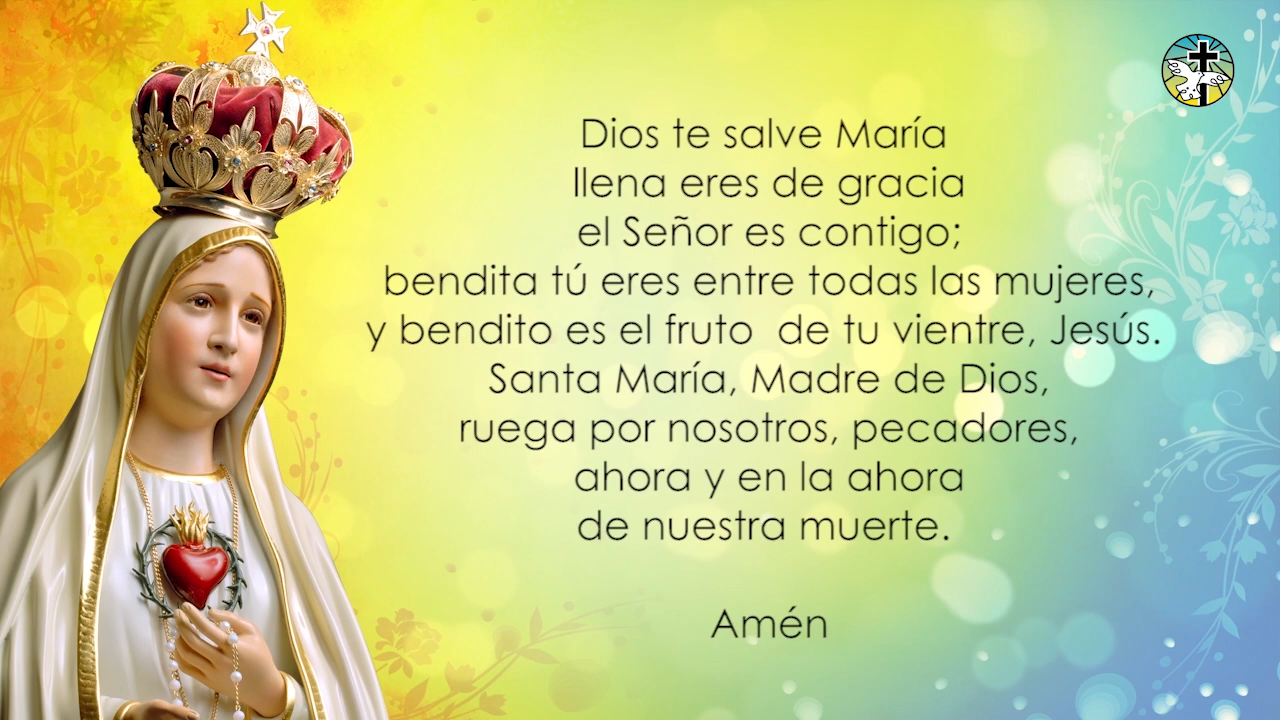 Dios te salve María
llena eres de gracia
el Señor es contigo;
bendita tú eres entre todas las mujeres,
y bendito es el fruto  de tu vientre, Jesús.
Santa María, Madre de Dios,
ruega por nosotros, pecadores,
ahora y en la ahora
de nuestra muerte.
Amén